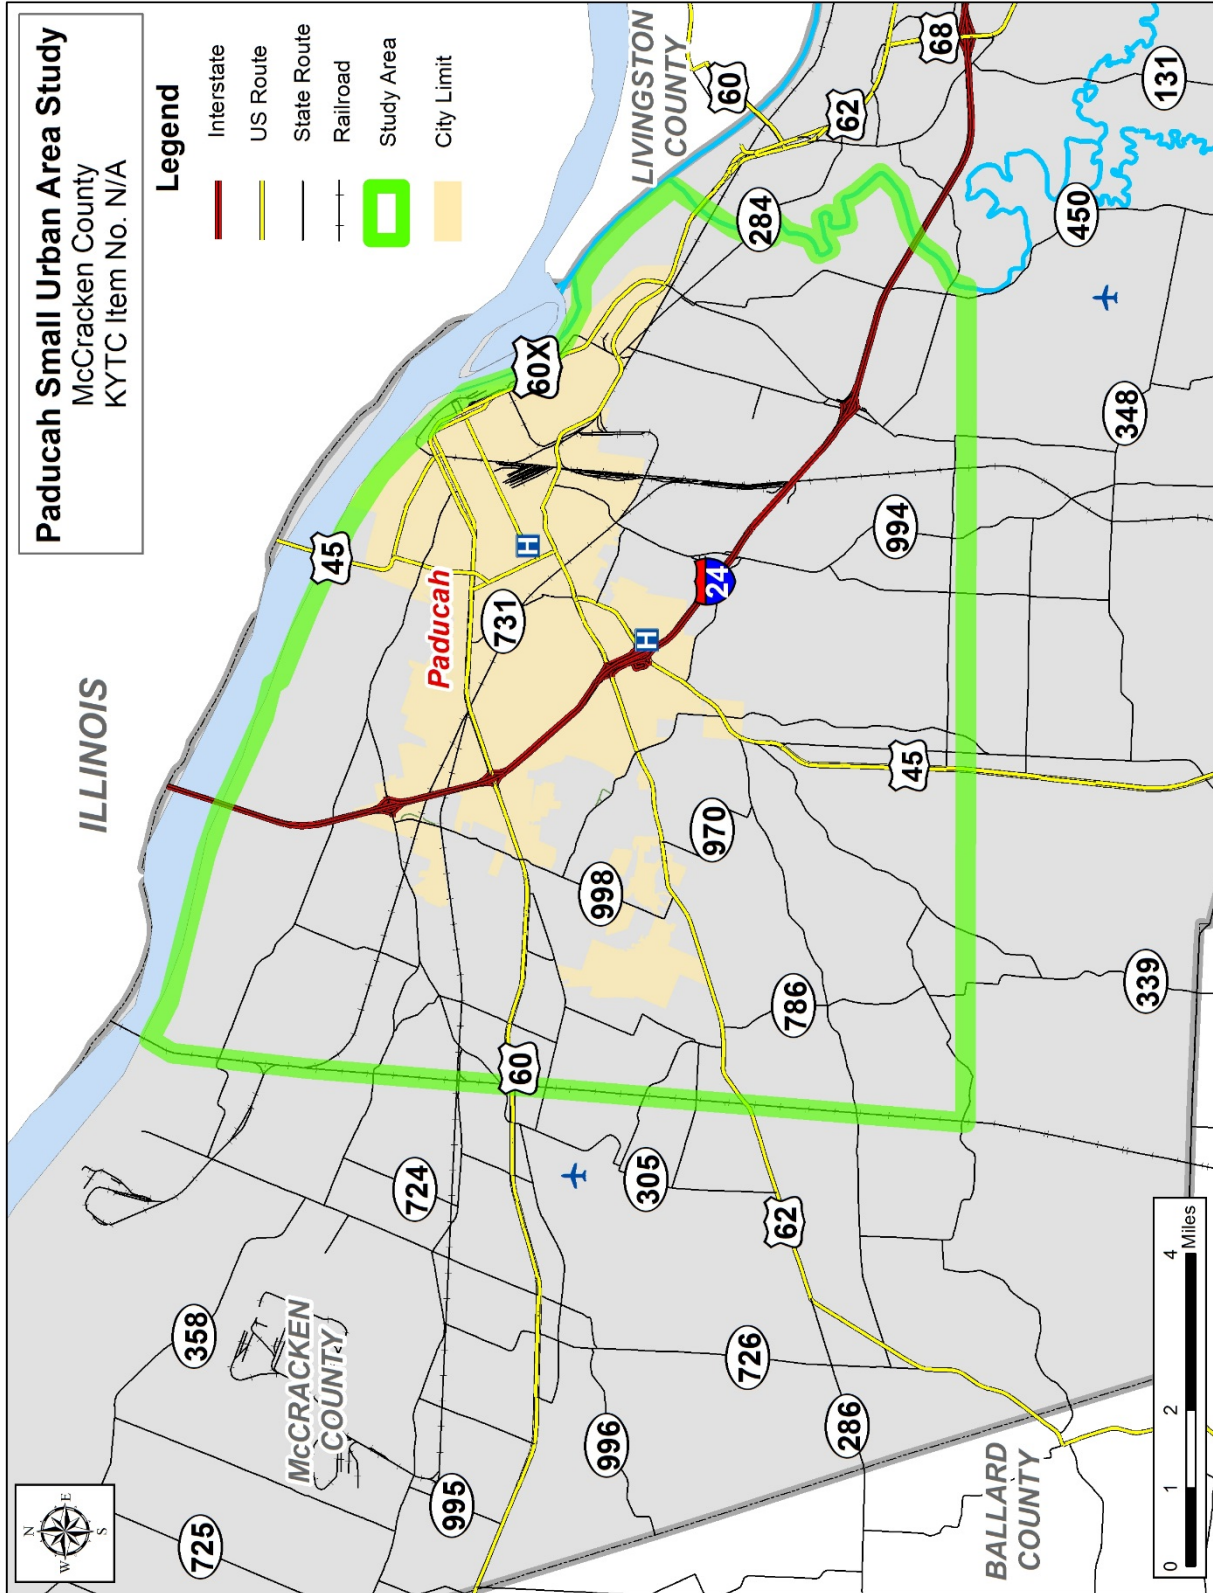 Paducah Small Urban Area Study
McCracken County
KYTC Item No. N/A
Legend
Interstate
US Route
State Route
Railroad
Study Area
City Limit
ILLINOIS
LIVINGSTON
COUNTY
McCRACKEN
COUNTY
BALLARD
COUNTY
Paducah
N
W
E
S
725
358
995
724
996
726
286
305
60
62
786
339
998
970
45
731
H
H
24
45
994
60X
348
284
450
131
60
62
68
0
1
2
4
Miles